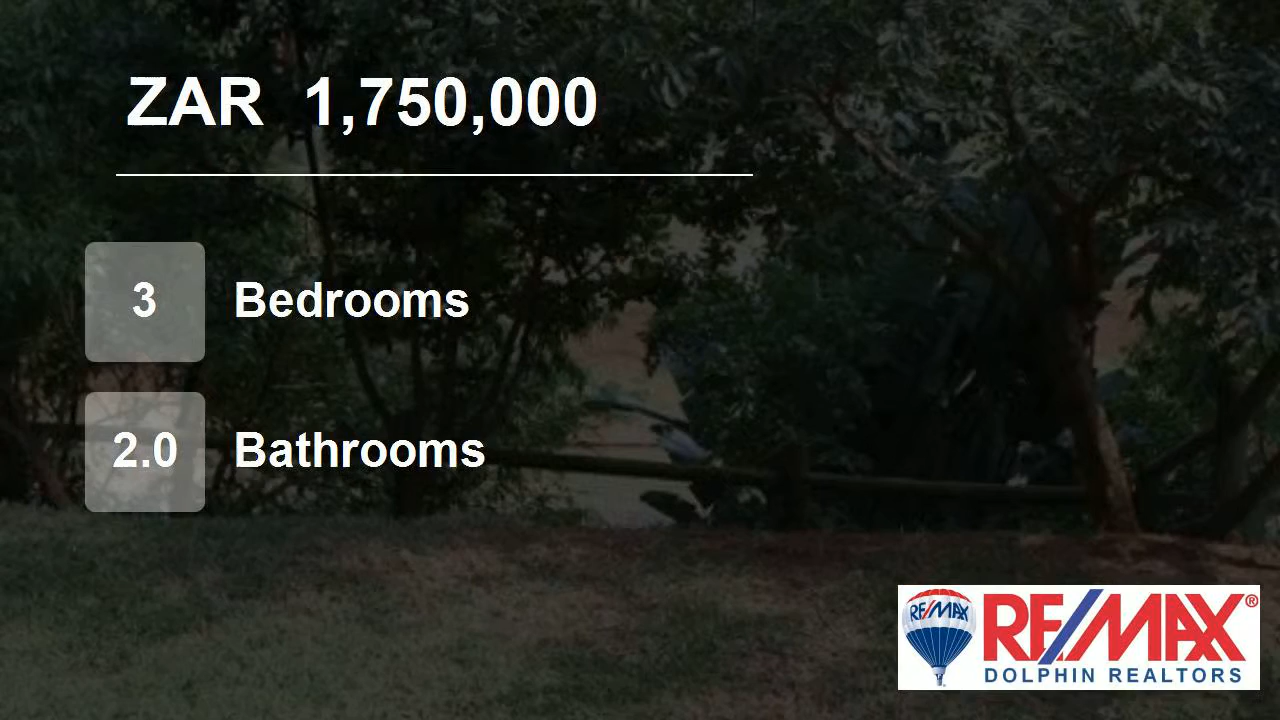 ZAR 1,750,000
3 Bedrooms
2.0 Bathrooms
RE/MAX
RE/MAX®
DOLPHIN REALTORS